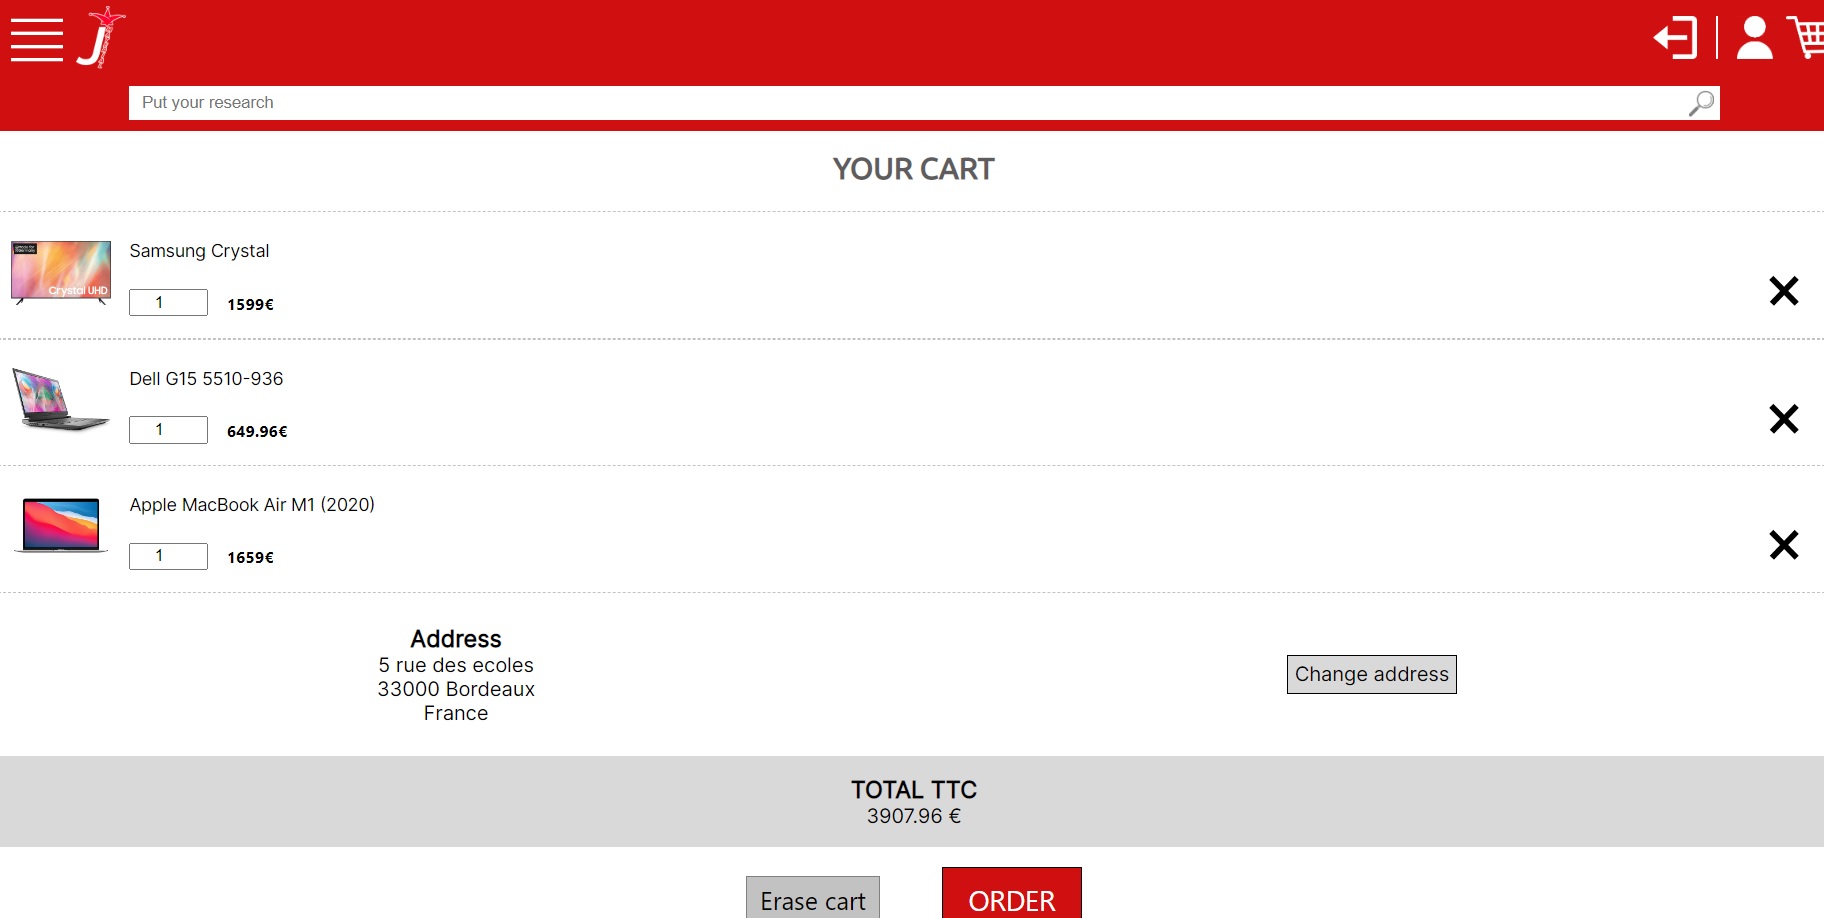 J
Put your research
YOUR CART
Crystal UHD
Samsung Crystal
1 1599€
Dell G15 5510-936
1 649.96€
Apple MacBook Air M1 (2020)
1 1659€
Address
5 rue des ecoles
33000 Bordeaux
France
Change address
TOTAL TTC
3907.96 €
Erase cart ORDER